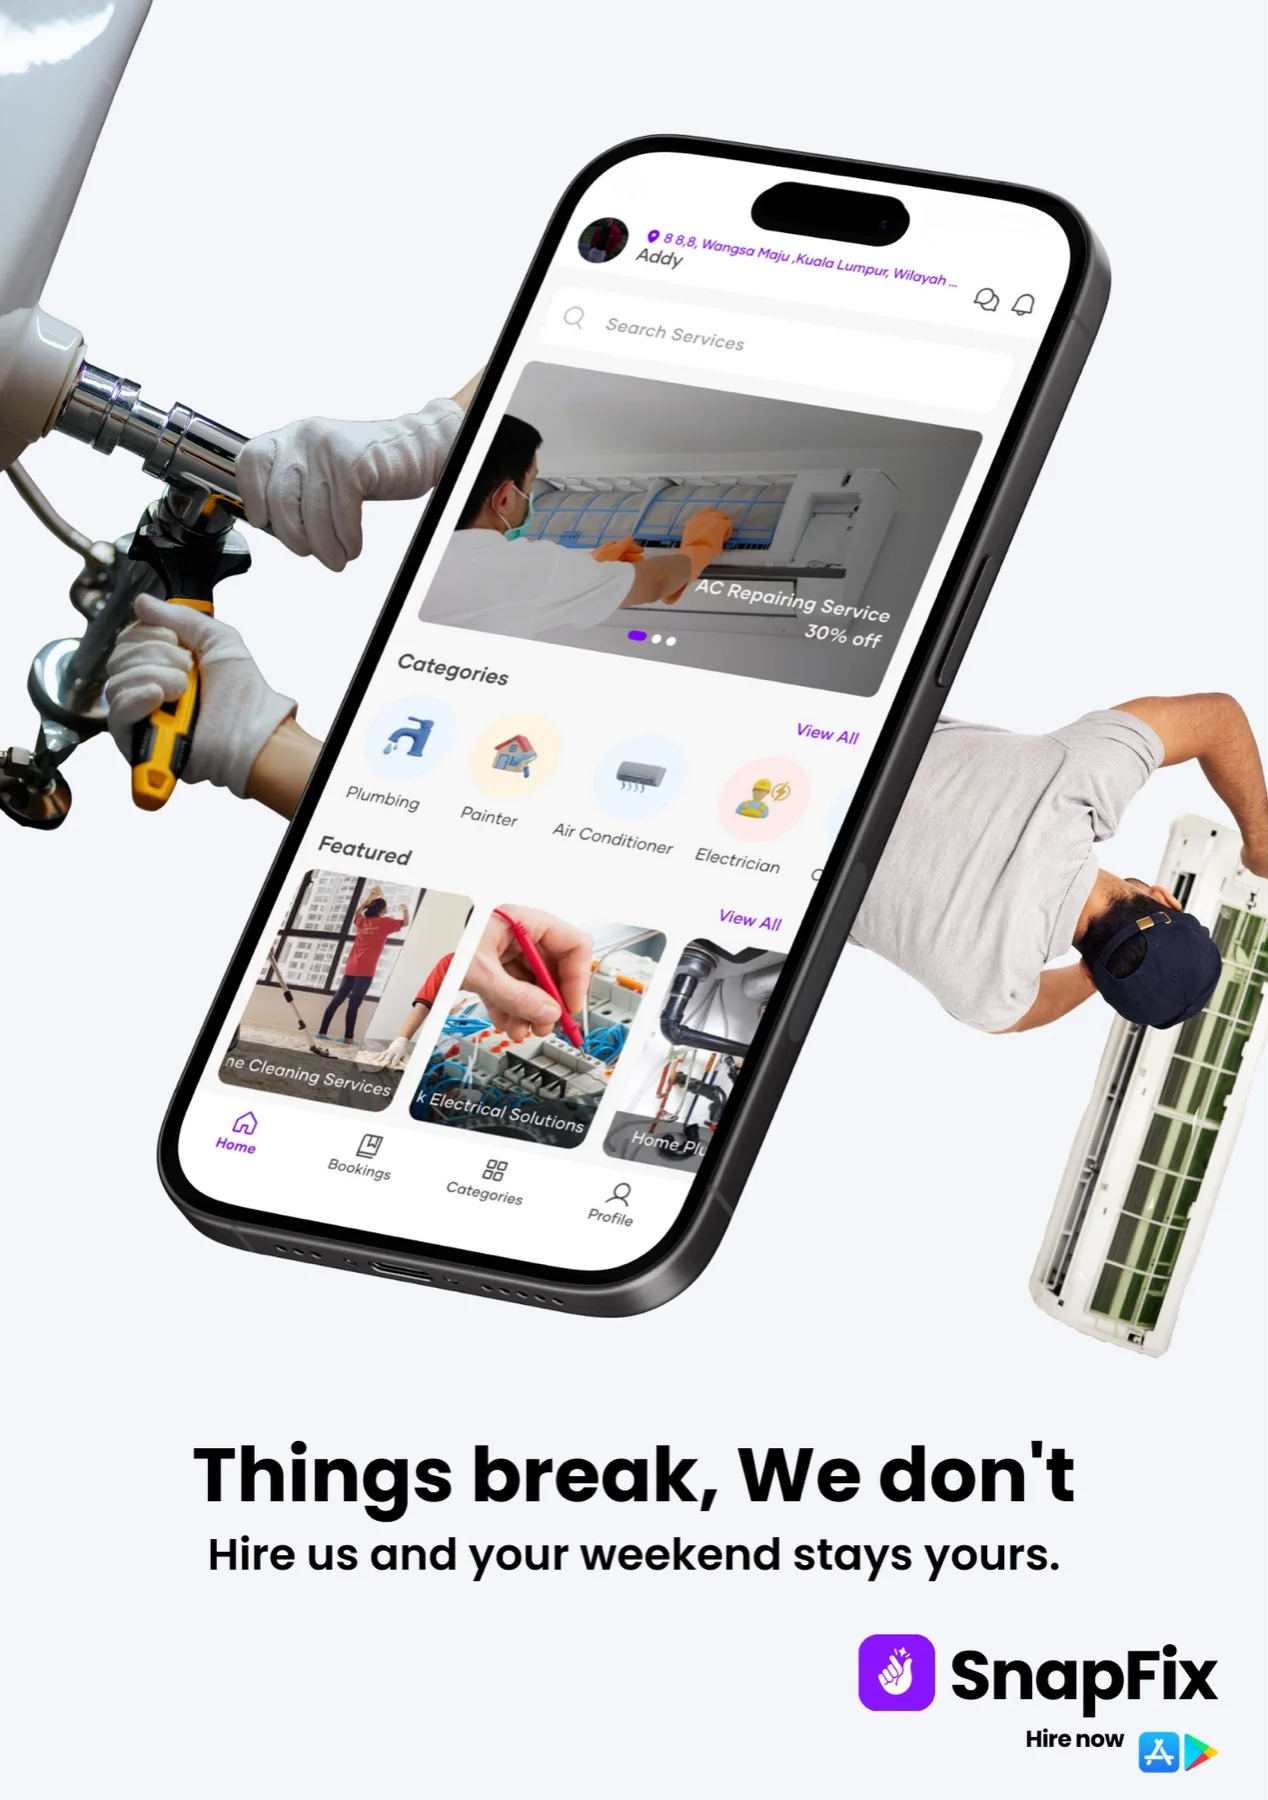 8 8,8, Wangsa Maju ,Kuala Lumpur, Wilayah ...
Addy
Search Services
AC Repairing Service
30% off
Categories
View All
Plumbing
Painter
Air Conditioner
Electrician
Featured
View All
ne Cleaning Services
k Electrical Solutions
Home Plu
Home
Bookings
Categories
Profile
Things break, We don't
Hire us and your weekend stays yours.
SnapFix
Hire now